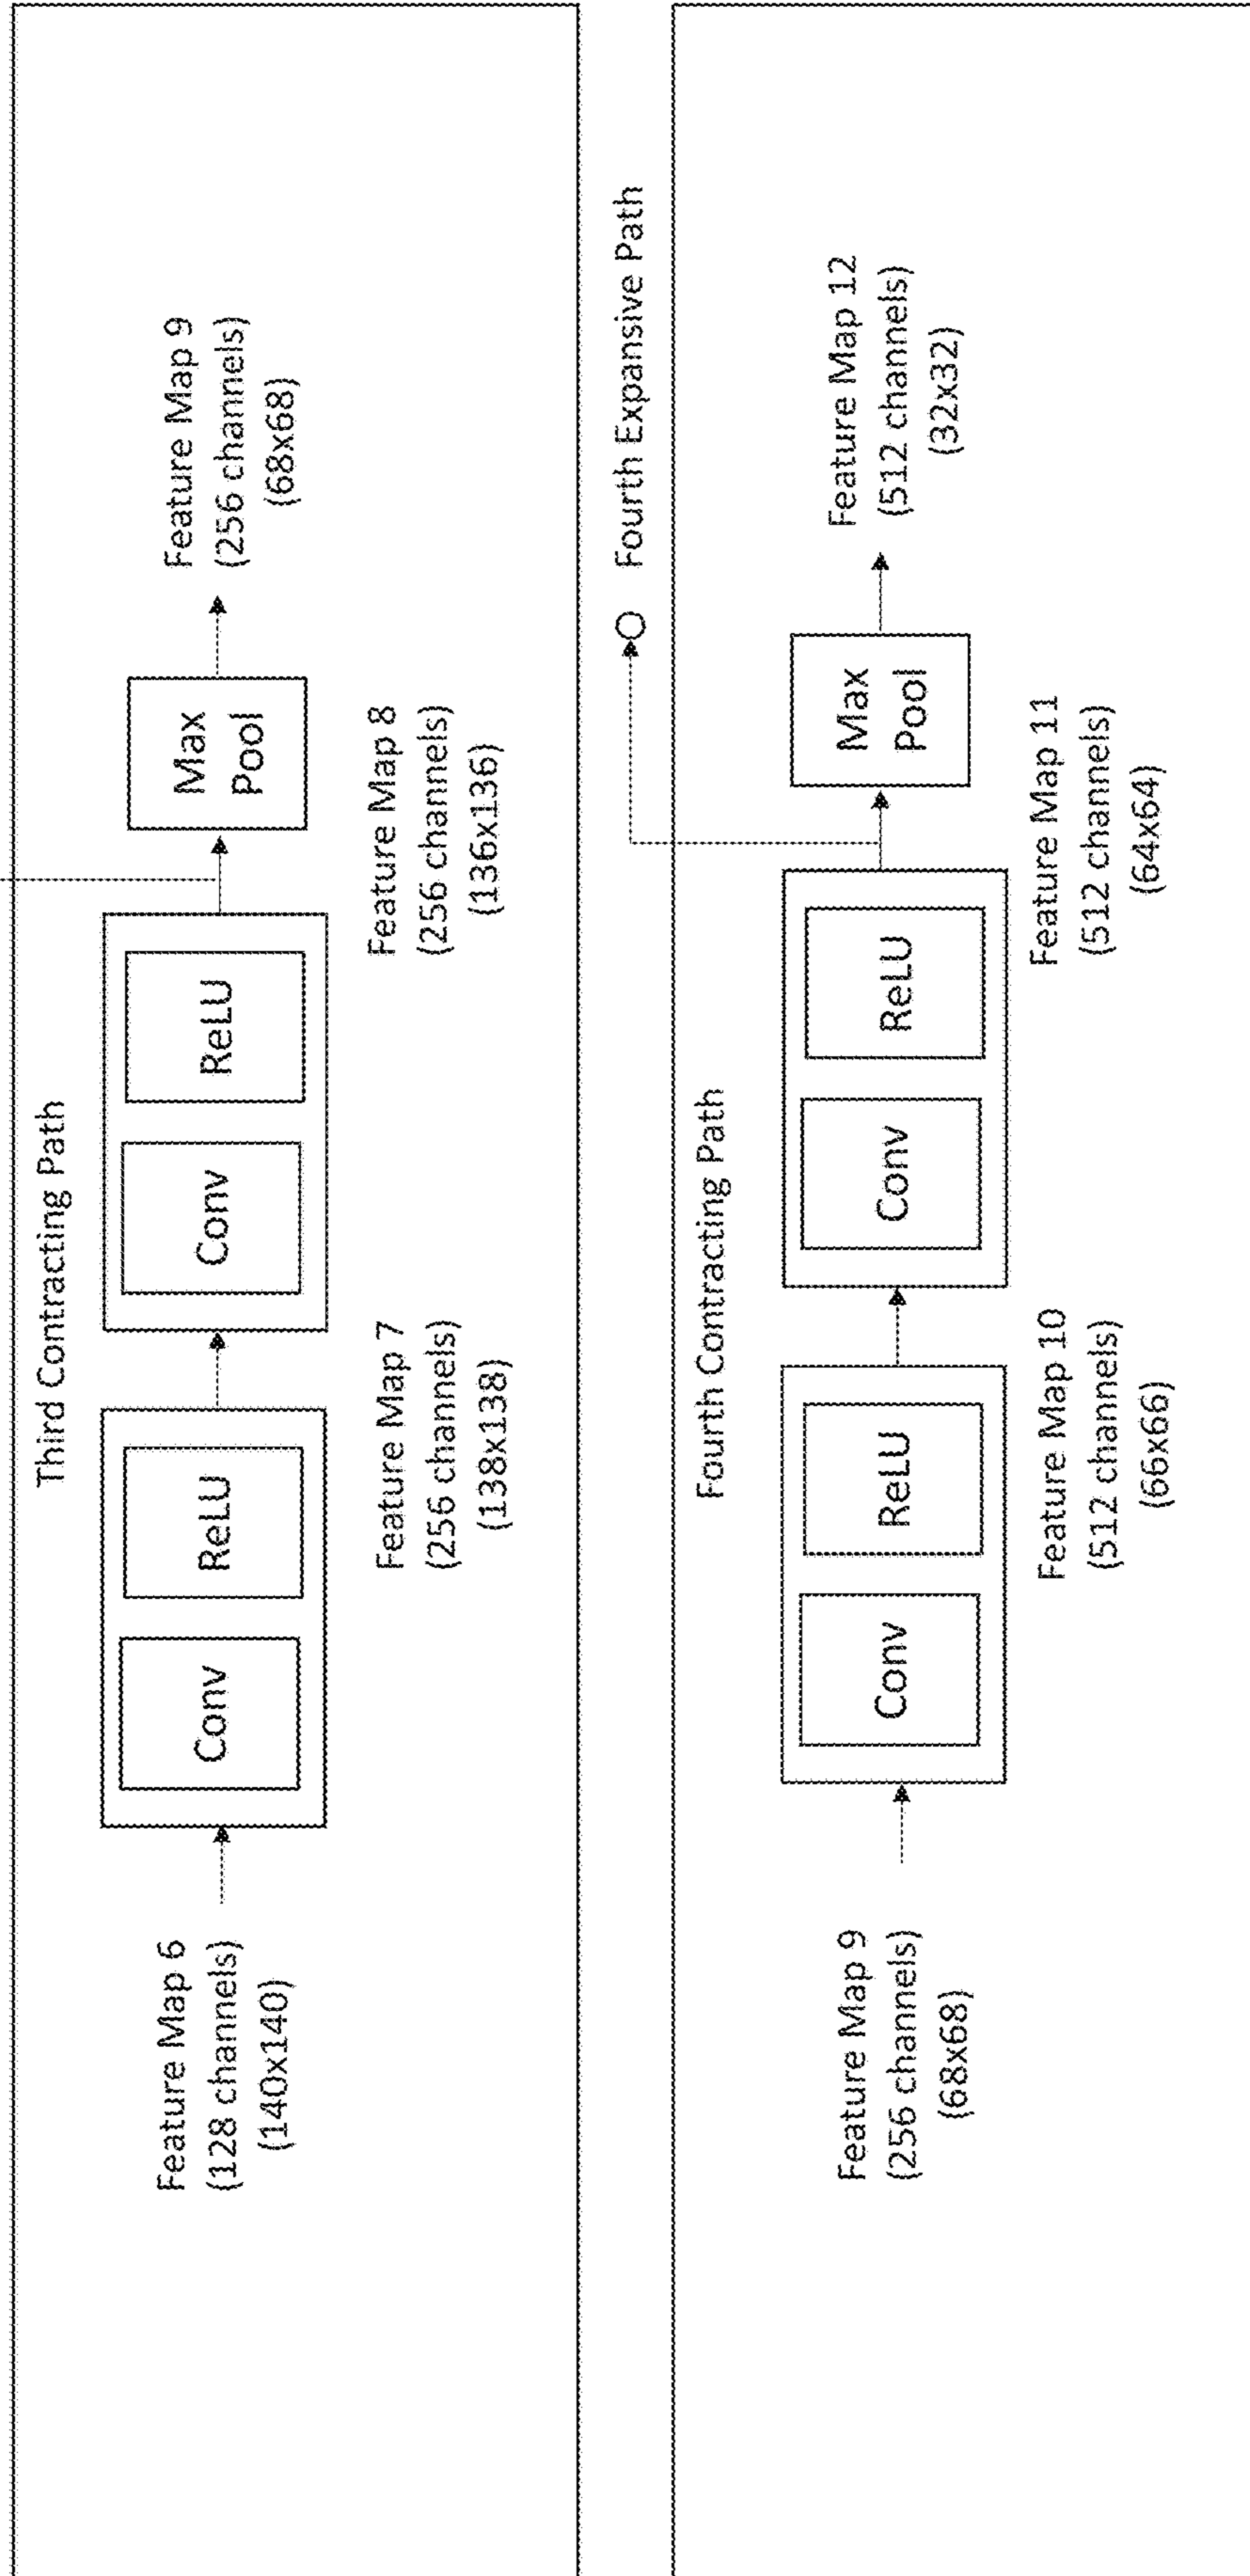 Third Contracting Path
Feature Map 6
(128 channels)
(140x140)
Conv
ReLU
Feature Map 7
(256 channels)
(138x138)
Conv
ReLU
Feature Map 8
(256 channels)
(136x136)
Max
Pool
Feature Map 9
(256 channels)
(68x68)
Fourth Expansive Path
Fourth Contracting Path
Feature Map 9
(256 channels)
(68x68)
Conv
ReLU
Feature Map 10
(512 channels)
(66x66)
Conv
ReLU
Feature Map 11
(512 channels)
(64x64)
Max
Pool
Feature Map 12
(512 channels)
(32x32)